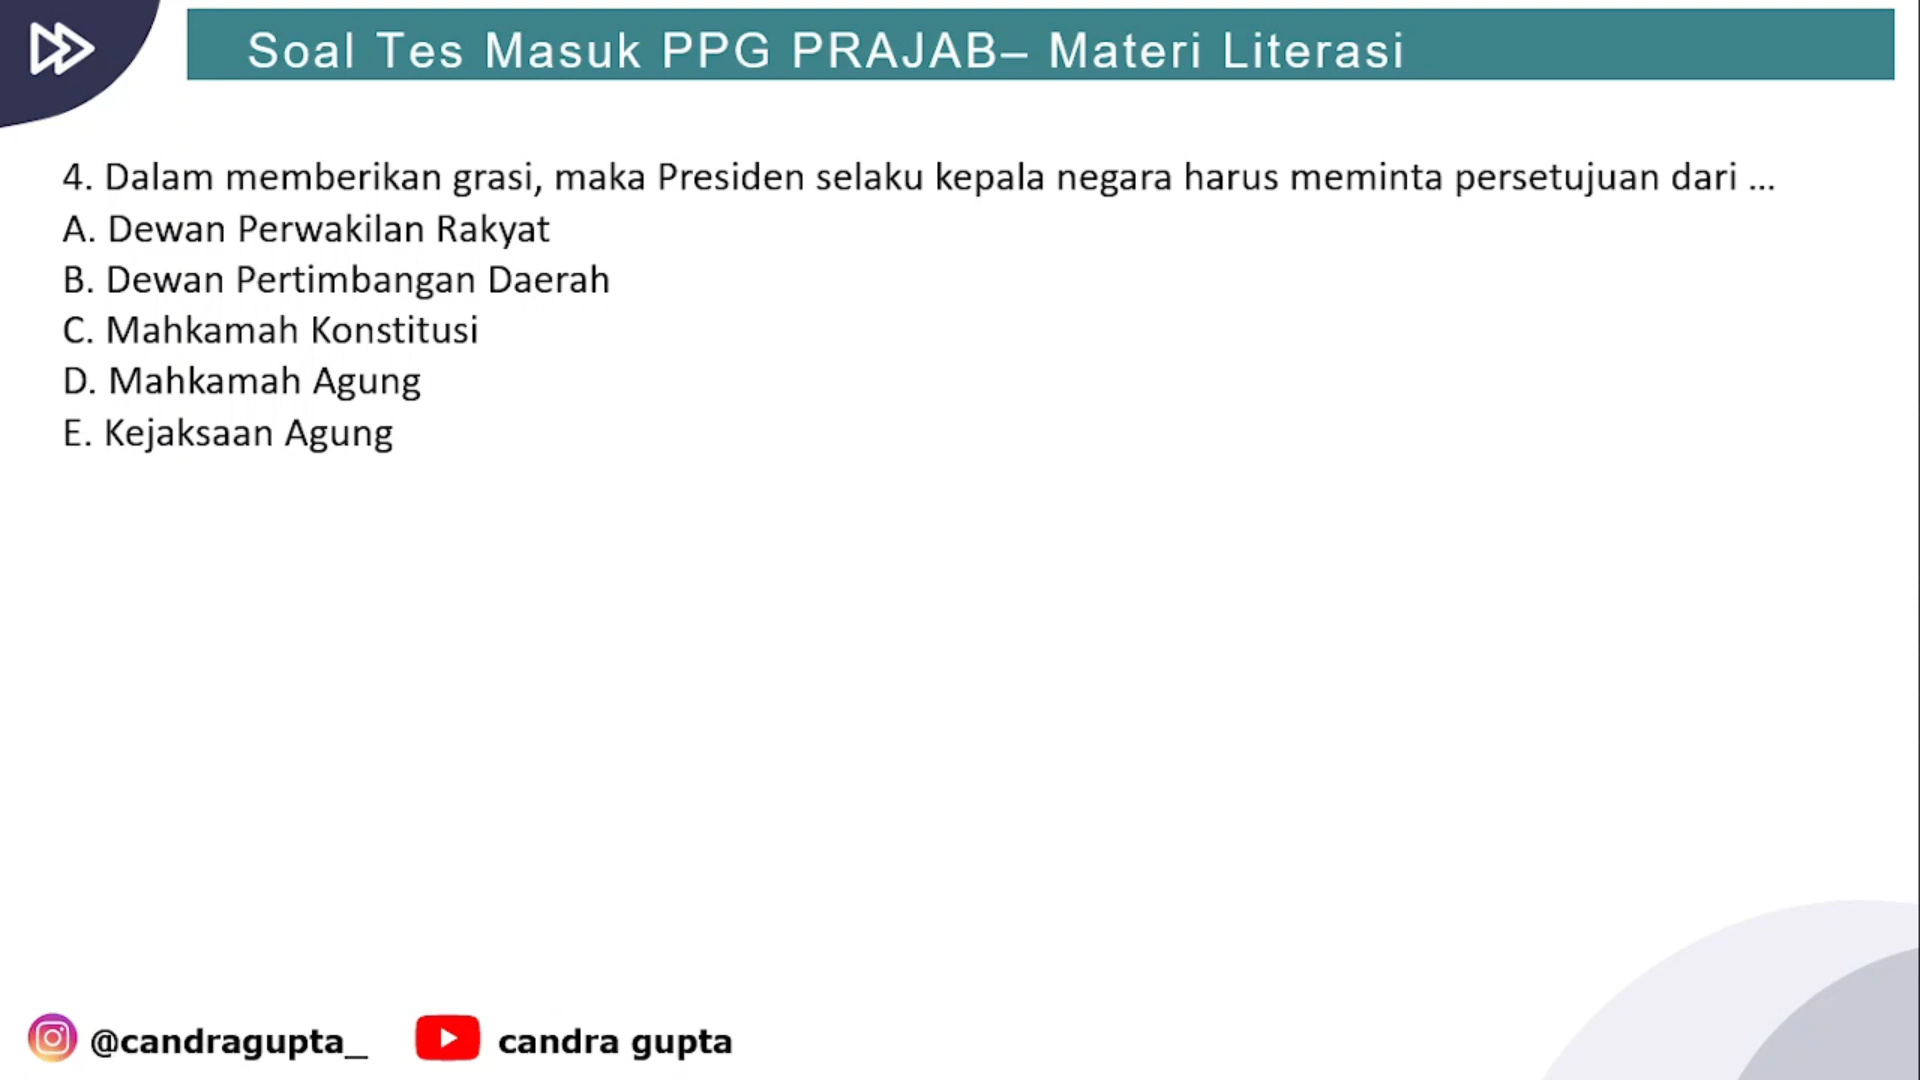 Soal Tes Masuk PPG PRAJAB– Materi Literasi
4. Dalam memberikan grasi, maka Presiden selaku kepala negara harus meminta persetujuan dari ...
A. Dewan Perwakilan Rakyat
B. Dewan Pertimbangan Daerah
C. Mahkamah Konstitusi
D. Mahkamah Agung
E. Kejaksaan Agung
@candragupta_ candra gupta